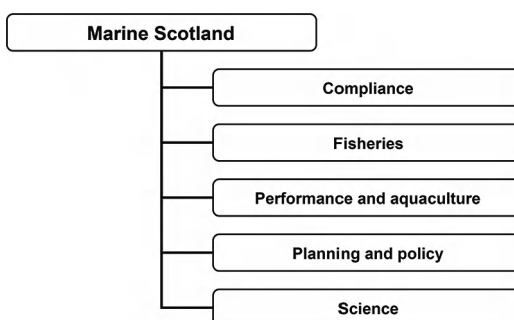 Marine Scotland
Compliance
Fisheries
Performance and aquaculture
Planning and policy
Science